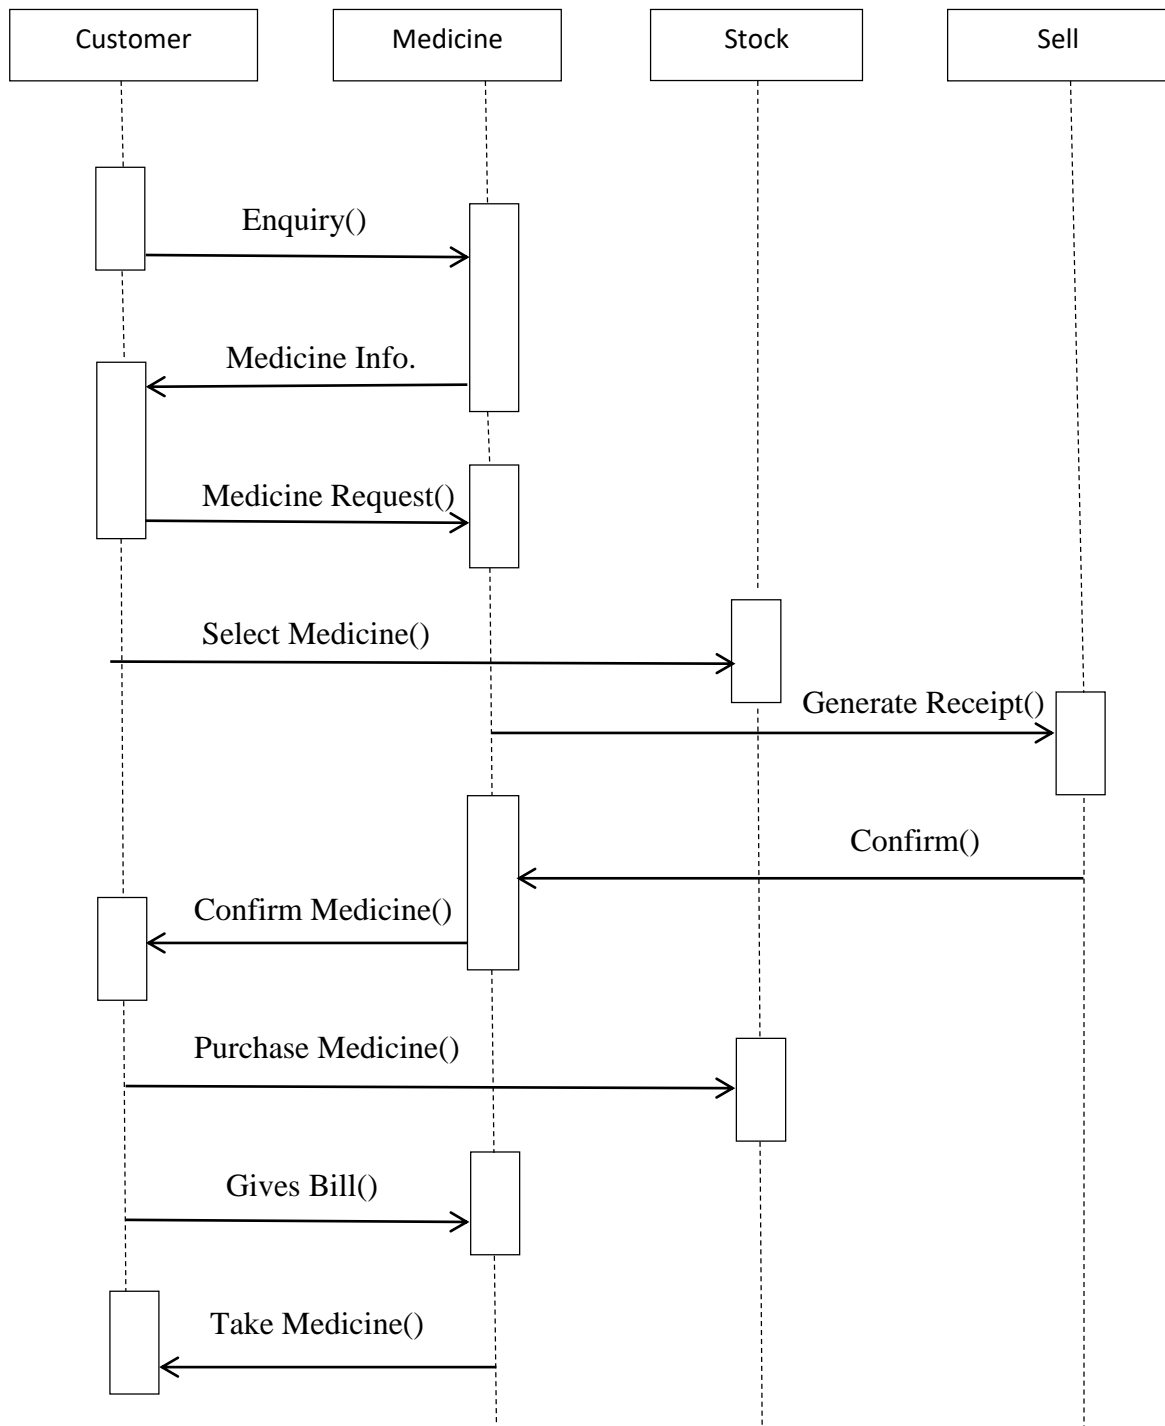 Customer
Medicine
Stock
Sell
Enquiry()
Medicine Info.
Medicine Request()
Select Medicine()
Generate Receipt()
Confirm()
Confirm Medicine()
Purchase Medicine()
Gives Bill()
Take Medicine()